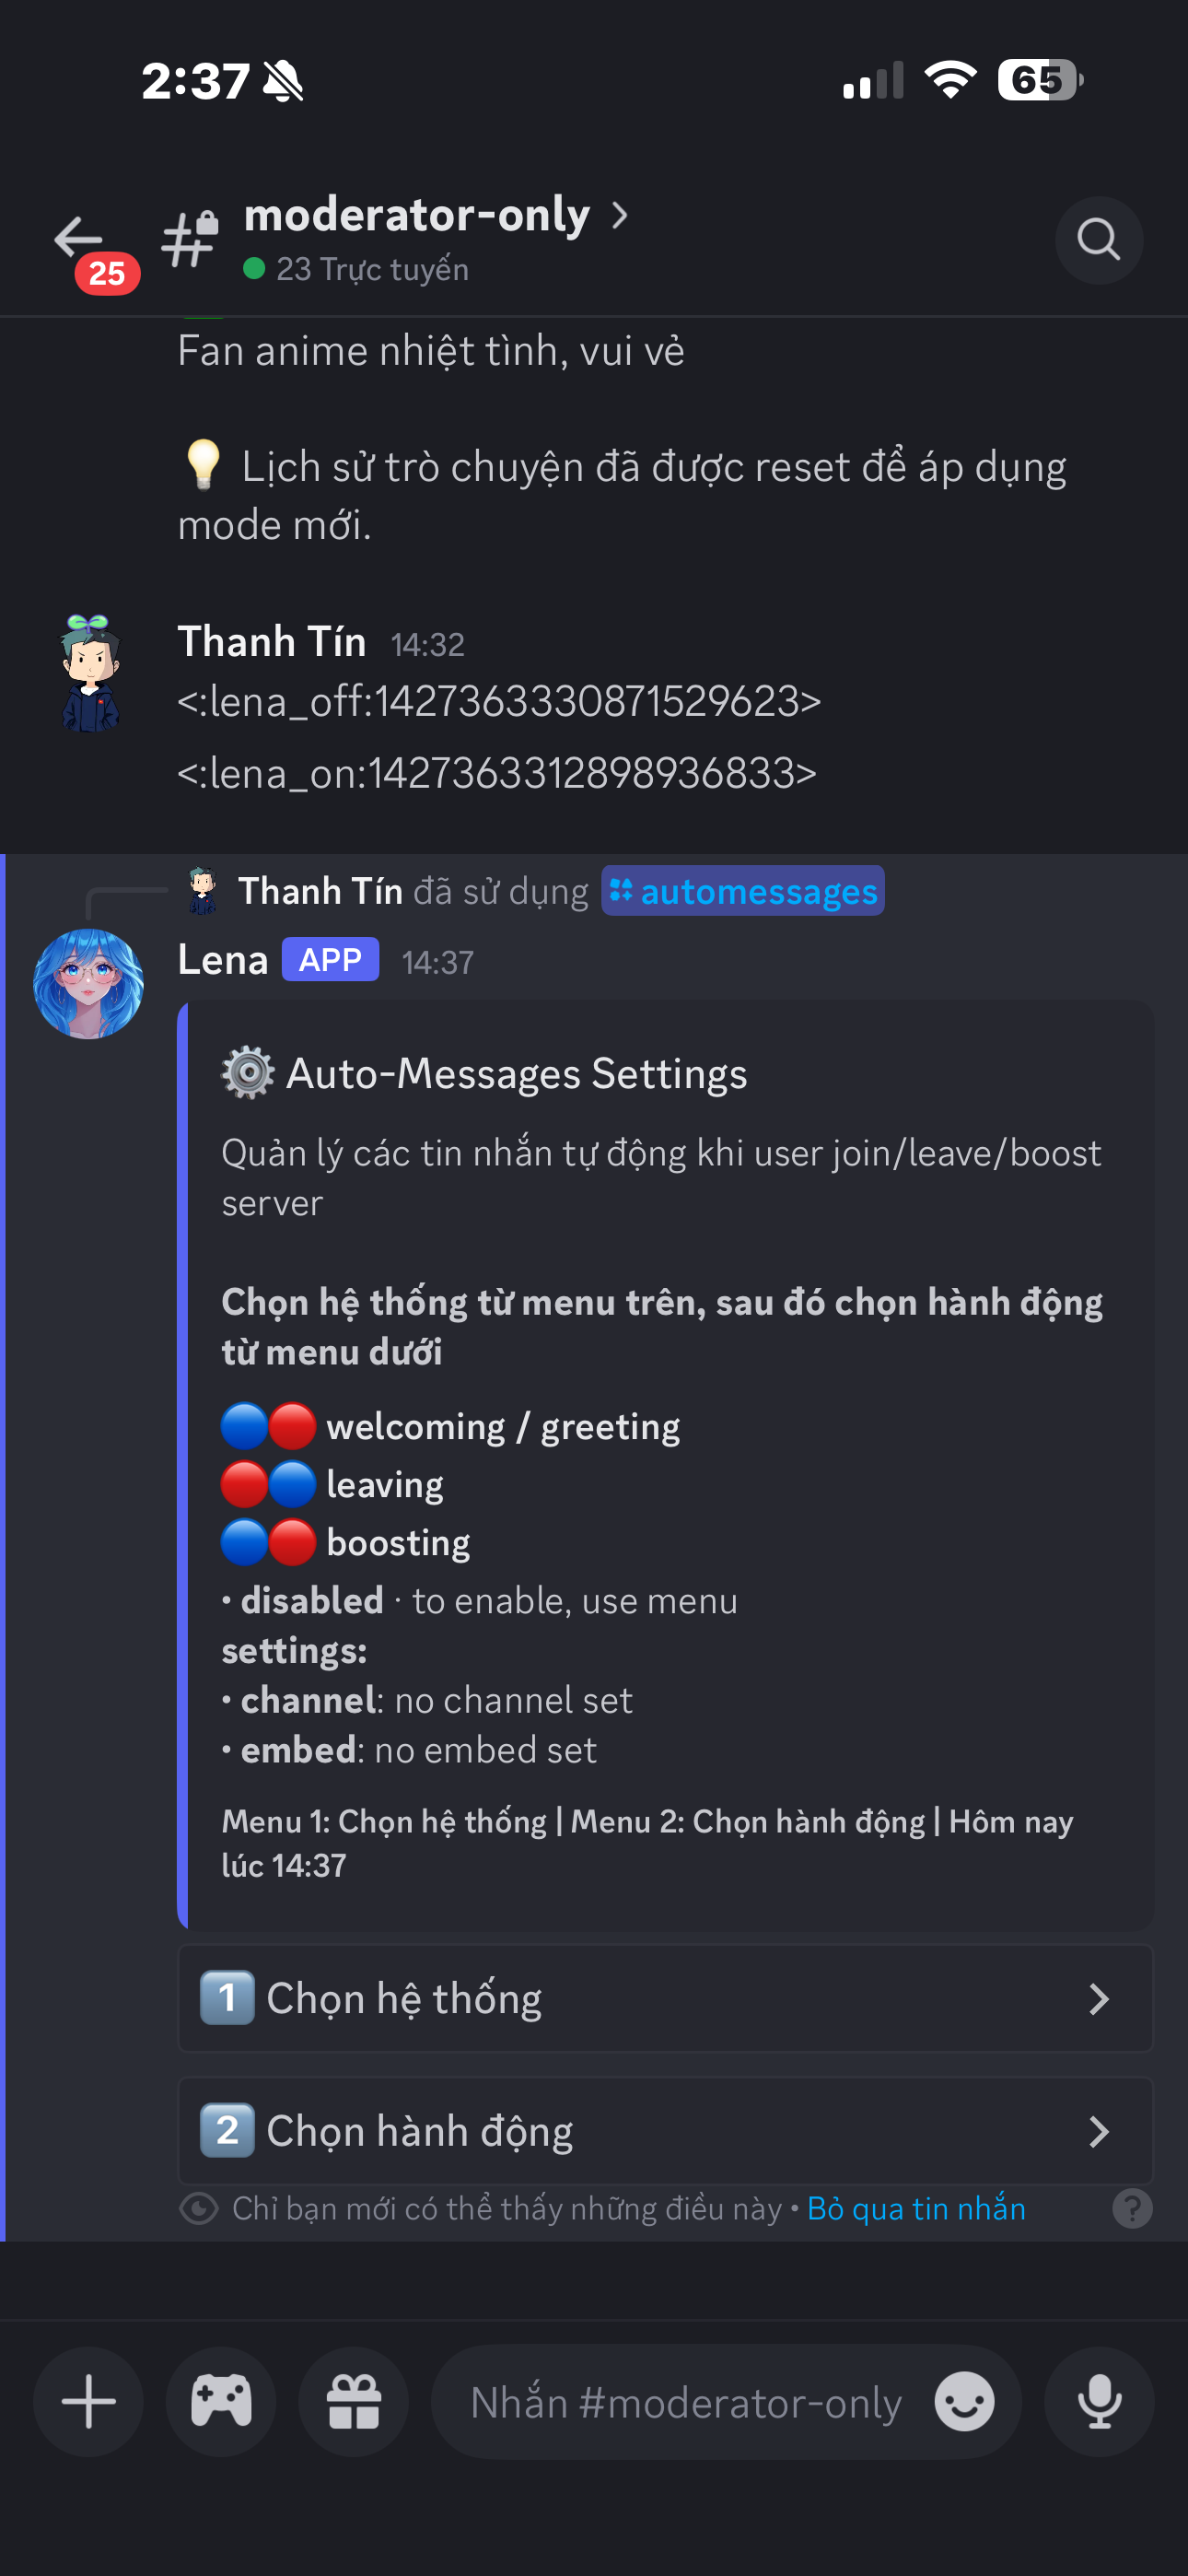 2:37
65
moderator-only
25
23 Trực tuyến
Fan anime nhiệt tình, vui vẻ
Lịch sử trò chuyện đã được reset để áp dụng
mode mới.
Thanh Tín 14:32
<:lena_off:1427363330871529623>
<:lena_on:1427363312898936833>
Thanh Tín đã sử dụng automessages
Lena APP 14:37
Auto-Messages Settings
Quản lý các tin nhắn tự động khi user join/leave/boost
server
Chọn hệ thống từ menu trên, sau đó chọn hành động
từ menu dưới
welcoming / greeting
leaving
boosting
• disabled · to enable, use menu
settings:
• channel: no channel set
• embed: no embed set
Menu 1: Chọn hệ thống | Menu 2: Chọn hành động | Hôm nay
lúc 14:37
1 Chọn hệ thống
2 Chọn hành động
Chỉ bạn mới có thể thấy những điều này • Bỏ qua tin nhắn
?
Nhắn #moderator-only